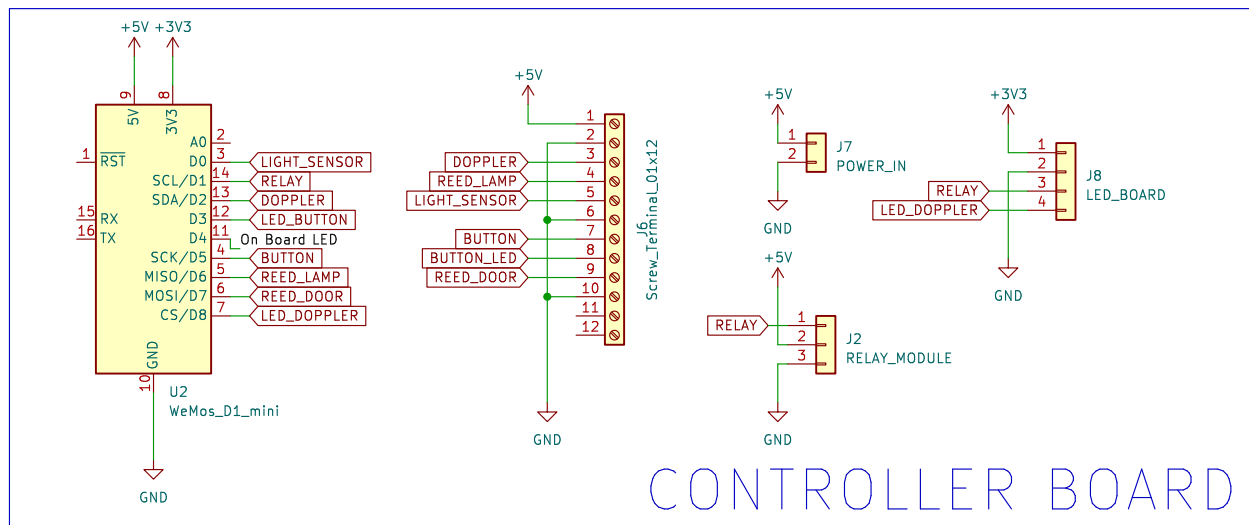 +5V
+3V3
9
8
5V
3V3
A0
2
1
RST
D0
3
LIGHT_SENSOR
SCL/D1
14
RELAY
SDA/D2
13
DOPPLER
15
RX
D3
12
LED_BUTTON
16
TX
D4
11
On Board LED
SCK/D5
4
BUTTON
MISO/D6
5
REED_LAMP
MOSI/D7
6
REED_DOOR
CS/D8
7
LED_DOPPLER
GND
10
U2
WeMos_D1_mini
GND
+5V
1
2
DOPPLER
3
REED_LAMP
4
LIGHT_SENSOR
5
6
BUTTON
7
BUTTON_LED
8
REED_DOOR
9
10
11
12
J6
Screw_Terminal_01x12
GND
+5V
1
2
J7
POWER_IN
GND
+5V
RELAY
1
2
3
J2
RELAY_MODULE
GND
+3V3
1
2
RELAY
3
LED_DOPPLER
4
J8
LED_BOARD
GND
CONTROLLER BOARD